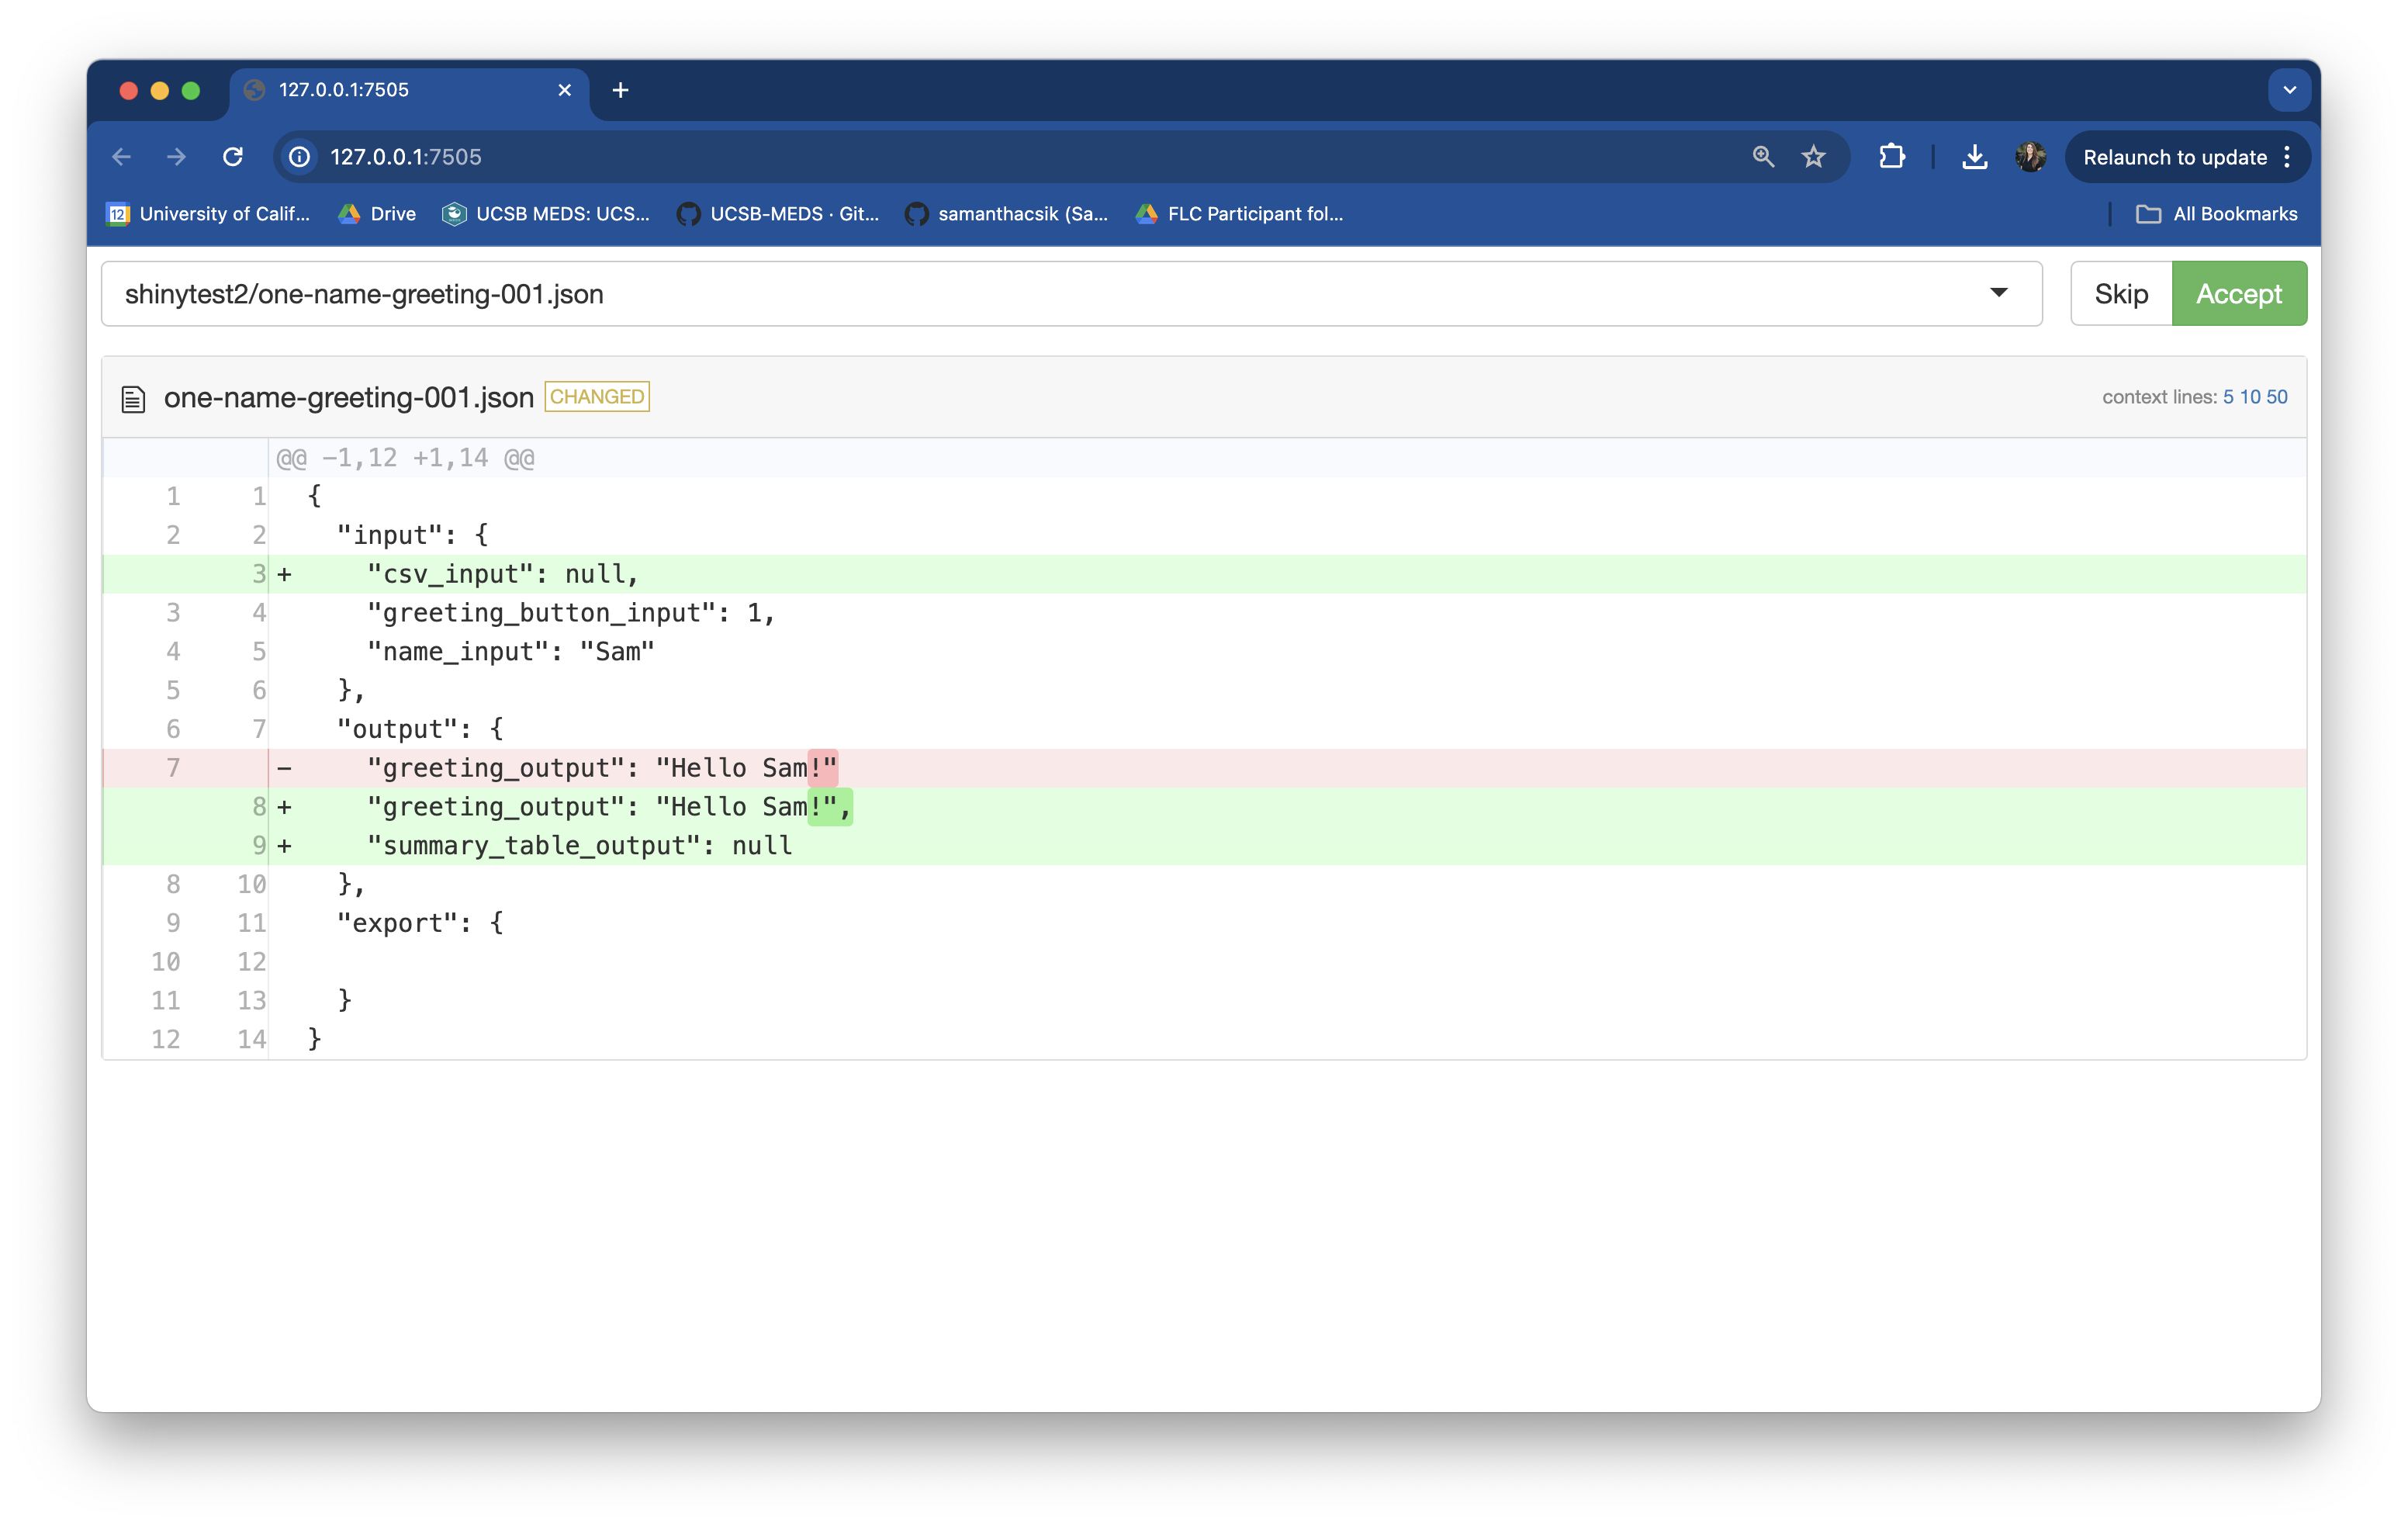 127.0.0.1:7505
127.0.0.1:7505
Relaunch to update
12 University of Calif... Drive UCSB MEDS: UCS... UCSB-MEDS · Git... samanthacsik (Sa... FLC Participant fol... All Bookmarks
shinytest2/one-name-greeting-001.json Skip Accept
one-name-greeting-001.json CHANGED context lines: 5 10 50
@@ -1,12 +1,14 @@
1 1 {
2 2 "input": {
3 + "csv_input": null,
3 4 "greeting_button_input": 1,
4 5 "name_input": "Sam"
5 6 },
6 7 "output": {
7 - "greeting_output": "Hello Sam!"
8 + "greeting_output": "Hello Sam!",
9 + "summary_table_output": null
8 10 },
9 11 "export": {
10 12
11 13 }
12 14 }